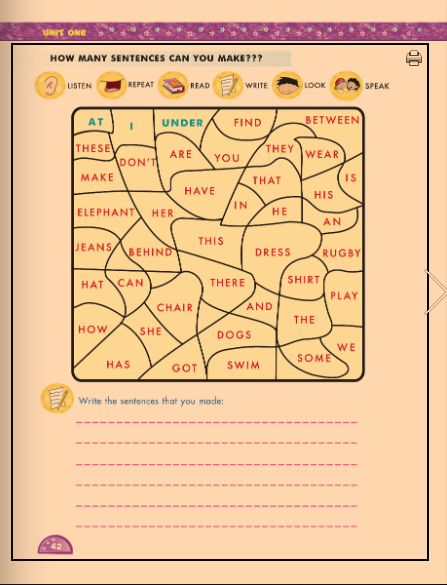 UNIT ONE
HOW MANY SENTENCES CAN YOU MAKE???
LISTEN REPEAT READ WRITE LOOK SPEAK
AT I UNDER FIND BETWEEN
THESE DON'T ARE YOU THEY WEAR
MAKE HAVE THAT HIS IS
ELEPHANT HER IN HE AN
JEANS BEHIND THIS DRESS RUGBY
HAT CAN THERE SHIRT PLAY
CHAIR AND THE
HOW SHE DOGS WE
HAS GOT SWIM SOME
Write the sentences that you made:
42